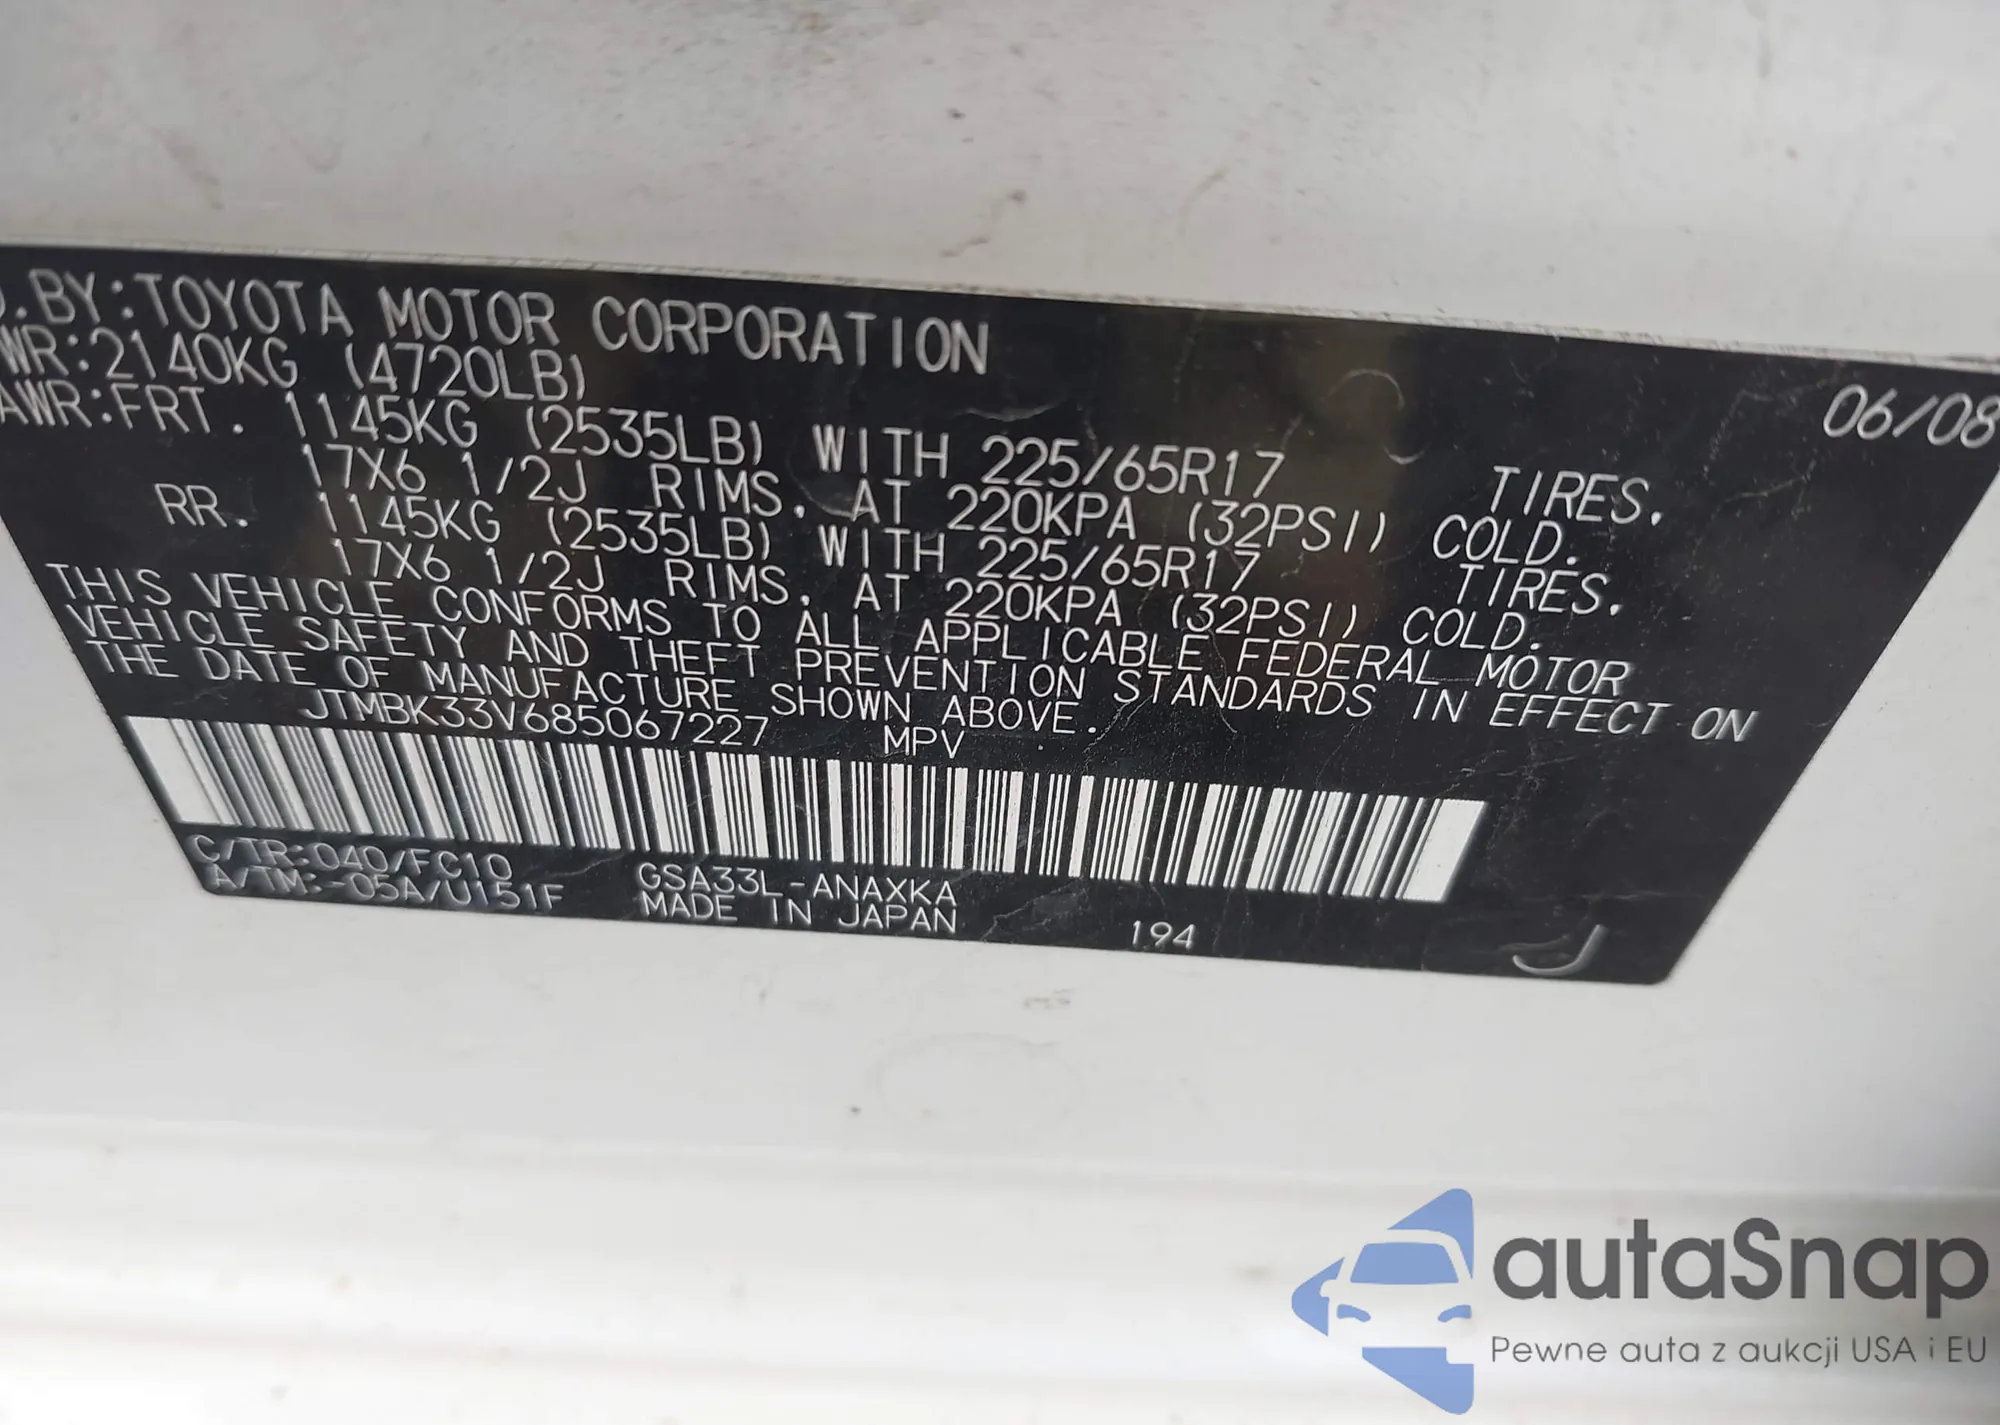 .BY:TOYOTA MOTOR CORPORATION 06/08
WR:2140KG (4720LB)
AWR:FRT. 1145KG (2535LB) WITH 225/65R17 TIRES.
17X6 1/2J RIMS. AT 220KPA (32PSI) COLD.
RR. 1145KG (2535LB) WITH 225/65R17 TIRES.
17X6 1/2J RIMS. AT 220KPA (32PSI) COLD.
THIS VEHICLE CONFORMS TO ALL APPLICABLE FEDERAL MOTOR
VEHICLE SAFETY AND THEFT PREVENTION STANDARDS IN EFFECT ON
THE DATE OF MANUFACTURE SHOWN ABOVE.
JTMBK33V685067227 MPV
C/TR:040/FC10 GSA33L-ANAXKA
A/TM:-05A/U151F MADE IN JAPAN 194 J
autaSnap
Pewne auta z aukcji USA i EU